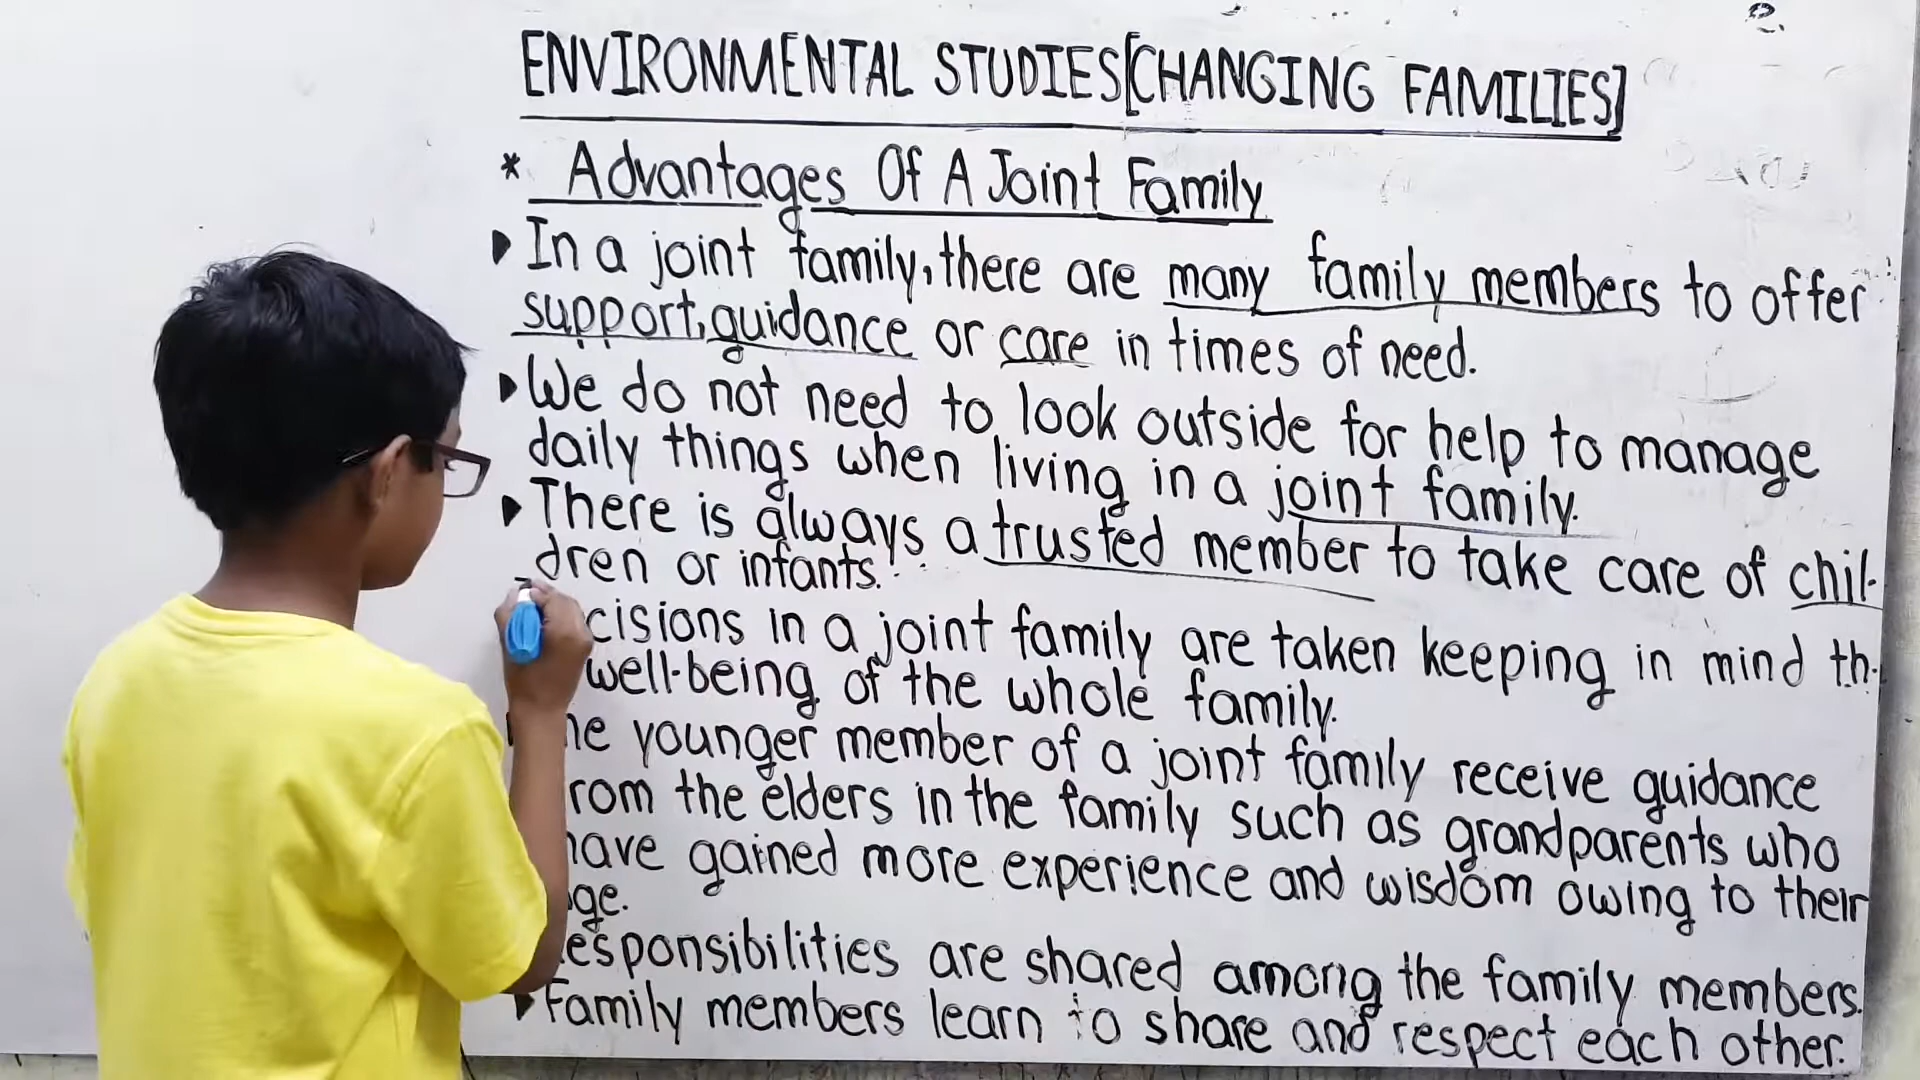 ENVIRONMENTAL STUDIES[CHANGING FAMILIES]
* Advantages Of A Joint Family
In a joint family, there are many family members to offer
support, guidance or care in times of need.
We do not need to look outside for help to manage
daily things when living in a joint family.
There is always a trusted member to take care of chil-
dren or infants.
cisions in a joint family are taken keeping in mind th
well-being of the whole family.
he younger member of a joint family receive guidance
rom the elders in the family such as grandparents who
have gained more experience and wisdom owing to their
ge.
esponsibilities are shared among the family members.
Family members learn to share and respect each other.